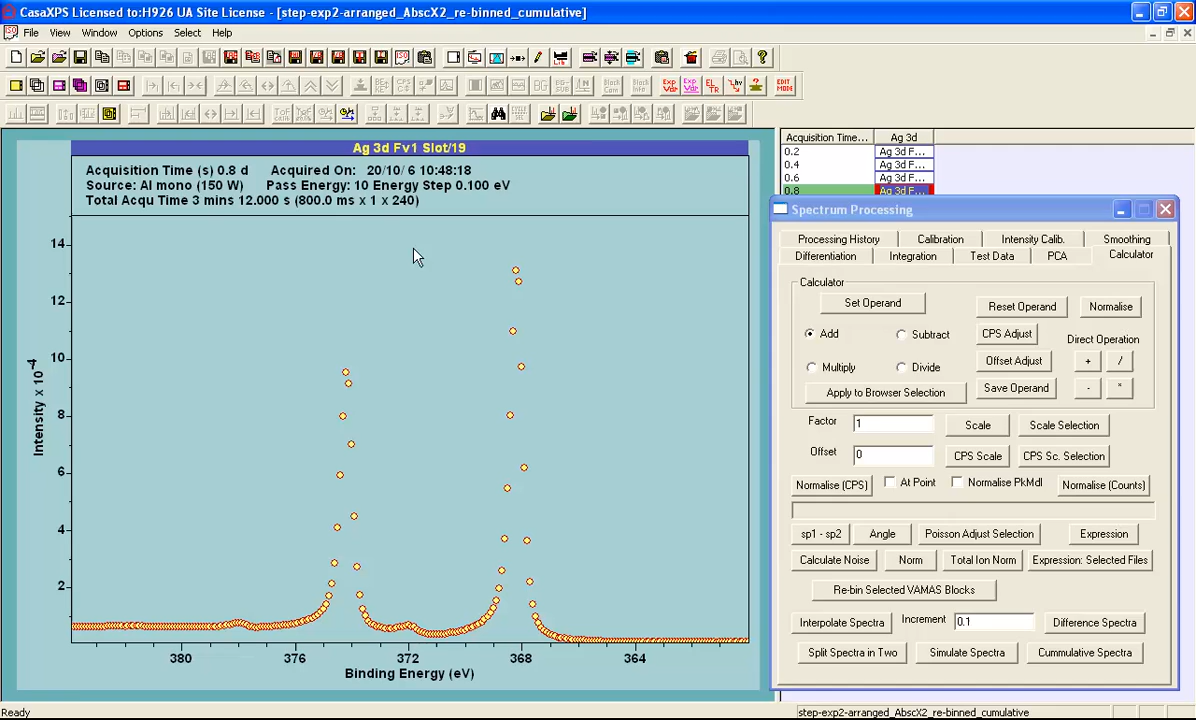 CasaXPS Licensed to:H926 UA Site License - [step-exp2-arranged_AbscX2_re-binned_cumulative]
File View Window Options Select Help
Acquisition Time... Ag 3d
0.2 Ag 3d F...
0.4 Ag 3d F...
0.6 Ag 3d F...
0.8 Ag 3d F...
Ag 3d Fv1 Slot/19
Acquisition Time (s) 0.8 d Acquired On: 20/10/ 6 10:48:18
Source: Al mono (150 W) Pass Energy: 10 Energy Step 0.100 eV
Total Acqu Time 3 mins 12.000 s (800.0 ms x 1 x 240)
Intensity x 10-4
14
12
10
8
6
4
2
380 376 372 368 364
Binding Energy (eV)
Spectrum Processing
Processing History Calibration Intensity Calib. Smoothing
Differentiation Integration Test Data PCA Calculator
Calculator
Set Operand Reset Operand Normalise
Add Subtract CPS Adjust Direct Operation
Multiply Divide Offset Adjust + /
Apply to Browser Selection Save Operand - *
Factor 1 Scale Scale Selection
Offset 0 CPS Scale CPS Sc. Selection
Normalise (CPS) At Point Normalise PkMdl Normalise (Counts)
sp1 - sp2 Angle Poisson Adjust Selection Expression
Calculate Noise Norm Total Ion Norm Expression: Selected Files
Re-bin Selected VAMAS Blocks
Interpolate Spectra Increment 0.1 Difference Spectra
Split Spectra in Two Simulate Spectra Cummulative Spectra
Ready step-exp2-arranged_AbscX2_re-binned_cumulative